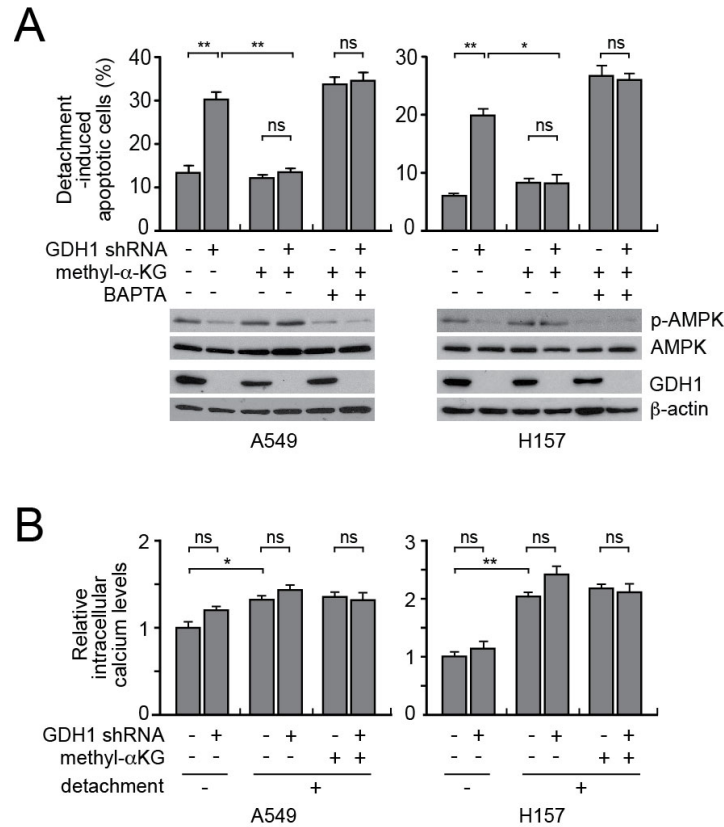 A
** ** ns ** * ns
40 30
30 20
20 10
10 0
0
ns ns
Detachment
-induced
apoptotic cells (%)
GDH1 shRNA - + - + - + - + - + - +
methyl-α-KG - - + + + + - - + + + +
BAPTA - - - - + + - - - - + +
p-AMPK
AMPK
GDH1
β-actin
A549 H157
B
ns ns ns ns ns ns
* **
2 3
1 2
0 1
0
Relative
intracellular
calcium levels
GDH1 shRNA - + - + - + - + - + - +
methyl-αKG - - - - + + - - - - + +
detachment - + - +
A549 H157